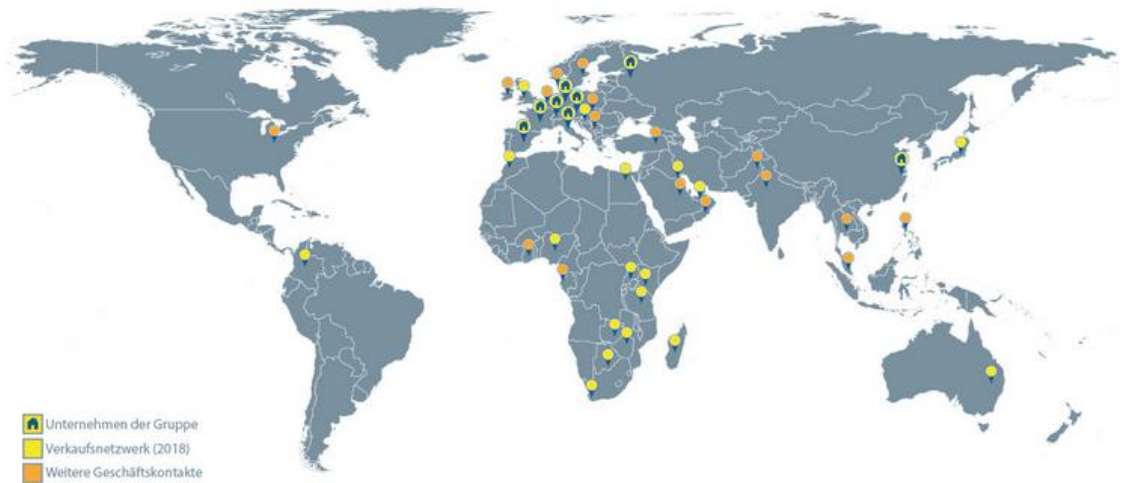 Unternehmen der Gruppe
Verkaufsnetzwerk (2018)
Weitere Geschäftskontakte